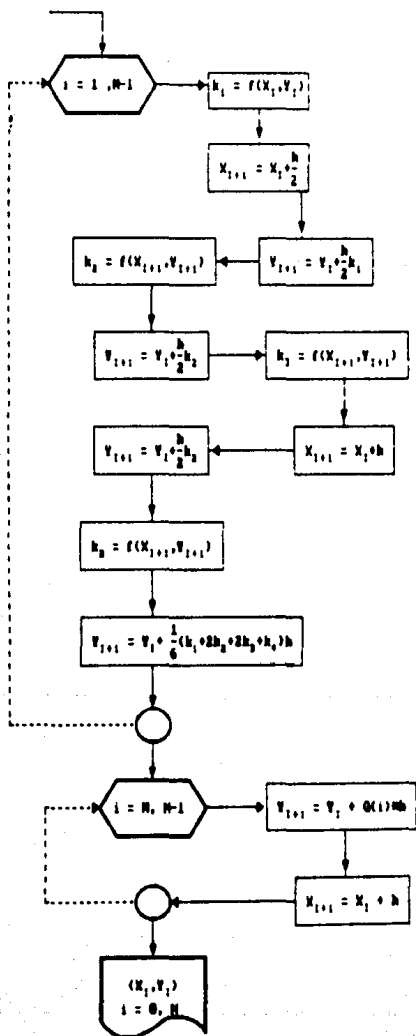 i = 1 ,M-1
k₁ = f(X_I,Y_I)
X_{I+1} = X_I+h/2
Y_{I+1} = Y_I+h/2 k₁
k₂ = f(X_{I+1},Y_{I+1})
Y_{I+1} = Y_I+h/2 k₂
k₃ = f(X_{I+1},Y_{I+1})
X_{I+1} = X_I+h
Y_{I+1} = Y_I+h/2 k₃
= f(X_{I+1},Y_{I+1})
Y_{I+1} = Y_I+ 1/6(k₁+2k₂+2k₃+k₄)h
i = M, N-1
Y_{I+1} = Y_I + G(i)*h
X_{I+1} = X_I + h
(X_I,Y_I)
i = 0, N